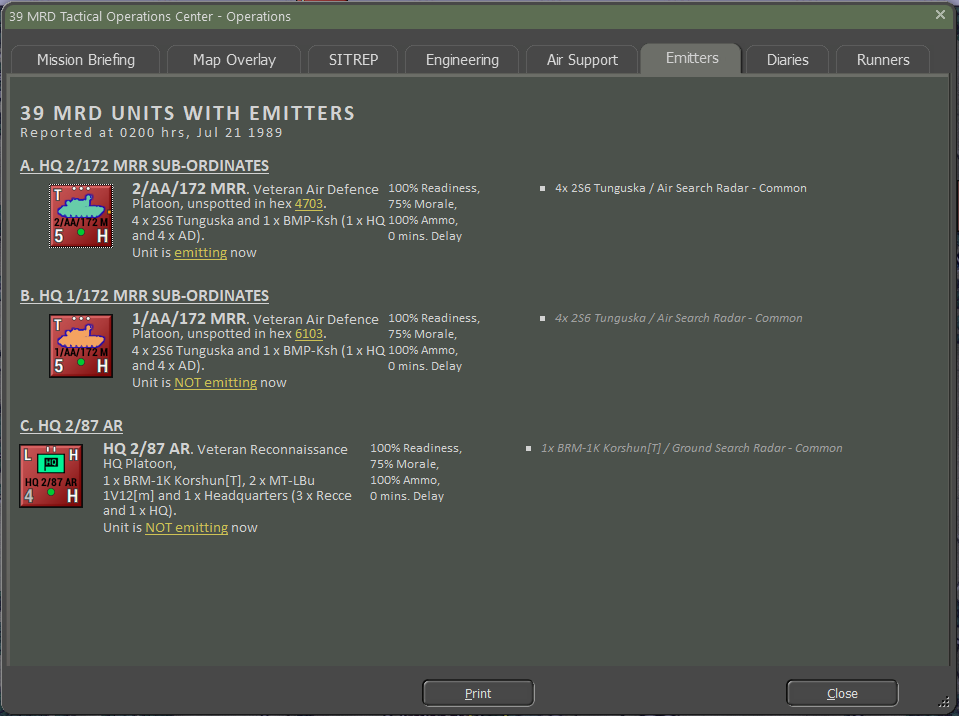 39 MRD Tactical Operations Center - Operations
Mission Briefing Map Overlay SITREP Engineering Air Support Emitters Diaries Runners
39 MRD UNITS WITH EMITTERS
Reported at 0200 hrs, Jul 21 1989
A. HQ 2/172 MRR SUB-ORDINATES
T
2/AA/172 M
5 H
2/AA/172 MRR. Veteran Air Defence
Platoon, unspotted in hex 4703.
4 x 2S6 Tunguska and 1 x BMP-Ksh (1 x HQ
and 4 x AD).
Unit is emitting now
100% Readiness,
75% Morale,
100% Ammo,
0 mins. Delay
4x 2S6 Tunguska / Air Search Radar - Common
B. HQ 1/172 MRR SUB-ORDINATES
T
1/AA/172 M
5 H
1/AA/172 MRR. Veteran Air Defence
Platoon, unspotted in hex 6103.
4 x 2S6 Tunguska and 1 x BMP-Ksh (1 x HQ
and 4 x AD).
Unit is NOT emitting now
100% Readiness,
75% Morale,
100% Ammo,
0 mins. Delay
4x 2S6 Tunguska / Air Search Radar - Common
C. HQ 2/87 AR
L H
HQ
HQ 2/87 AR
4 H
HQ 2/87 AR. Veteran Reconnaissance
HQ Platoon,
1 x BRM-1K Korshun[T], 2 x MT-LBu
1V12[m] and 1 x Headquarters (3 x Recce
and 1 x HQ).
Unit is NOT emitting now
100% Readiness,
75% Morale,
100% Ammo,
0 mins. Delay
1x BRM-1K Korshun[T] / Ground Search Radar - Common
Print Close